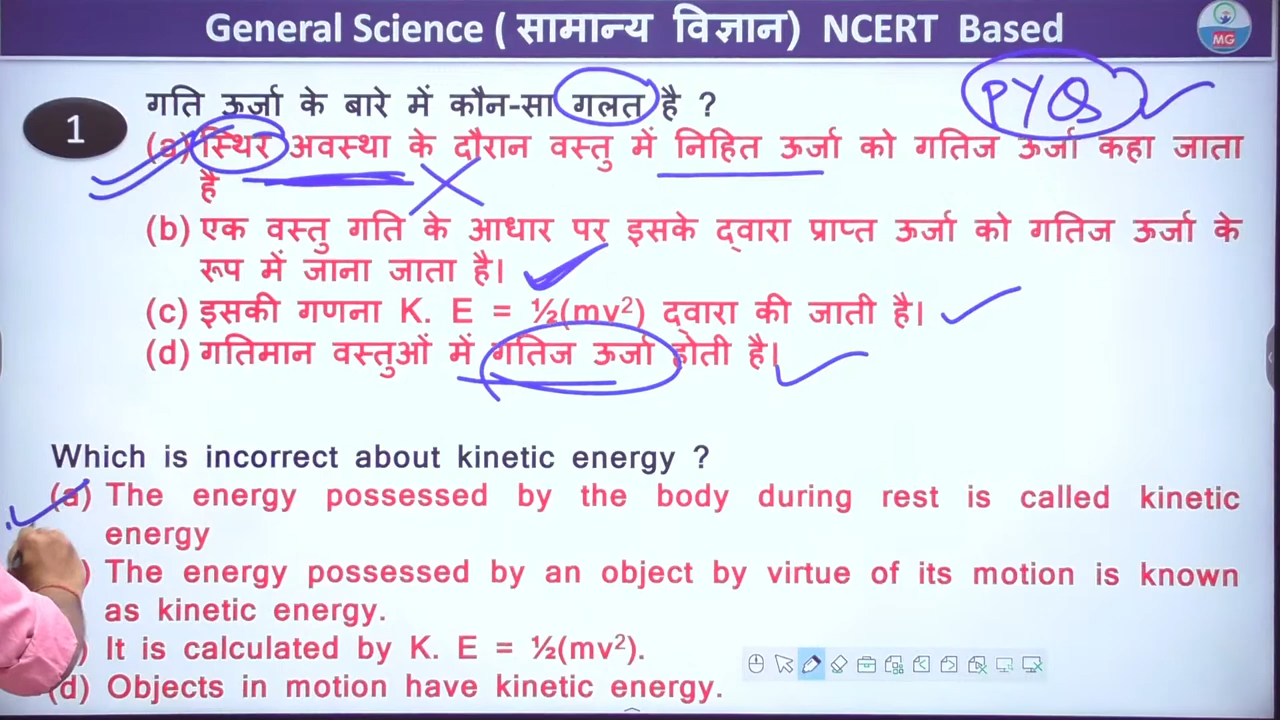 General Science ( सामान्य विज्ञान) NCERT Based
MG
PYQs
1
गति ऊर्जा के बारे में कौन-सा गलत है ?
(a) स्थिर अवस्था के दौरान वस्तु में निहित ऊर्जा को गतिज ऊर्जा कहा जाता
है
(b) एक वस्तु गति के आधार पर इसके द्वारा प्राप्त ऊर्जा को गतिज ऊर्जा के
रूप में जाना जाता है।
(c) इसकी गणना K. E = ½(mv²) द्वारा की जाती है।
(d) गतिमान वस्तुओं में गतिज ऊर्जा होती है।
Which is incorrect about kinetic energy ?
(a) The energy possessed by the body during rest is called kinetic
energy
) The energy possessed by an object by virtue of its motion is known
as kinetic energy.
) It is calculated by K. E = ½(mv²).
(d) Objects in motion have kinetic energy.